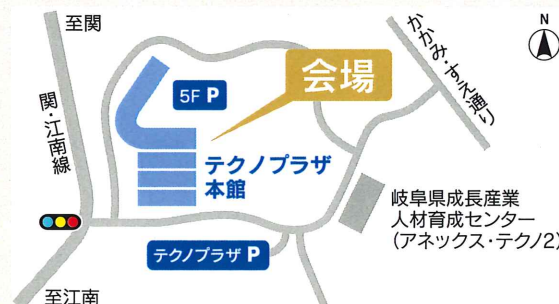 至関
N
かかみ・すえ通り
会場
5F P
関・江南線
テクノプラザ
本館
岐阜県成長産業
人材育成センター
(アネックス・テクノ2)
テクノプラザ P
至江南